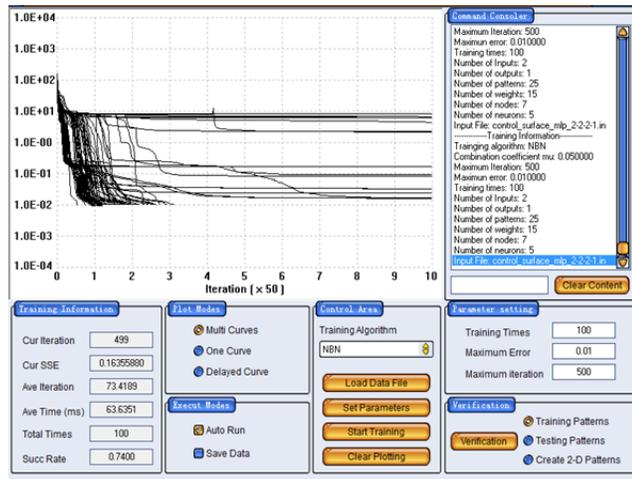 1.0E+04
1.0E+03
1.0E+02
1.0E+01
1.0E-00
1.0E-01
1.0E-02
1.0E-03
1.0E-04
0 1 2 3 4 5 6 7 8 9 10
Iteration [ x 50 ]
Command Consoler
Maximum Iteration: 500
Maximun error: 0.010000
Training times: 100
Number of Inputs: 2
Number of outputs: 1
Number of patterns: 25
Number of weights: 15
Number of nodes: 7
Number of neurons: 5
Input File: control_surface_mlp_2-2-2-1.in
------------Training Information------------
Trainging algorithm: NBN
Combination coefficient mu: 0.050000
Maximum Iteration: 500
Maximun error: 0.010000
Training times: 100
Number of Inputs: 2
Number of outputs: 1
Number of patterns: 25
Number of weights: 15
Number of nodes: 7
Number of neurons: 5
Input File: control_surface_mlp_2-2-2-1.in
Clear Content
Training Information
Cur Iteration 499
Cur SSE 0.16355880
Ave Iteration 73.4189
Ave Time (ms) 63.6351
Total Times 100
Succ Rate 0.7400
Plot Modes
Multi Curves
One Curve
Delayed Curve
Execut Modes
Auto Run
Save Data
Control Area
Training Algorithm
NBN
Load Data File
Set Parameters
Start Training
Clear Plotting
Parameter setting
Training Times 100
Maximum Error 0.01
Maximum iteration 500
Verification
Verification
Training Patterns
Testing Patterns
Create 2-D Patterns